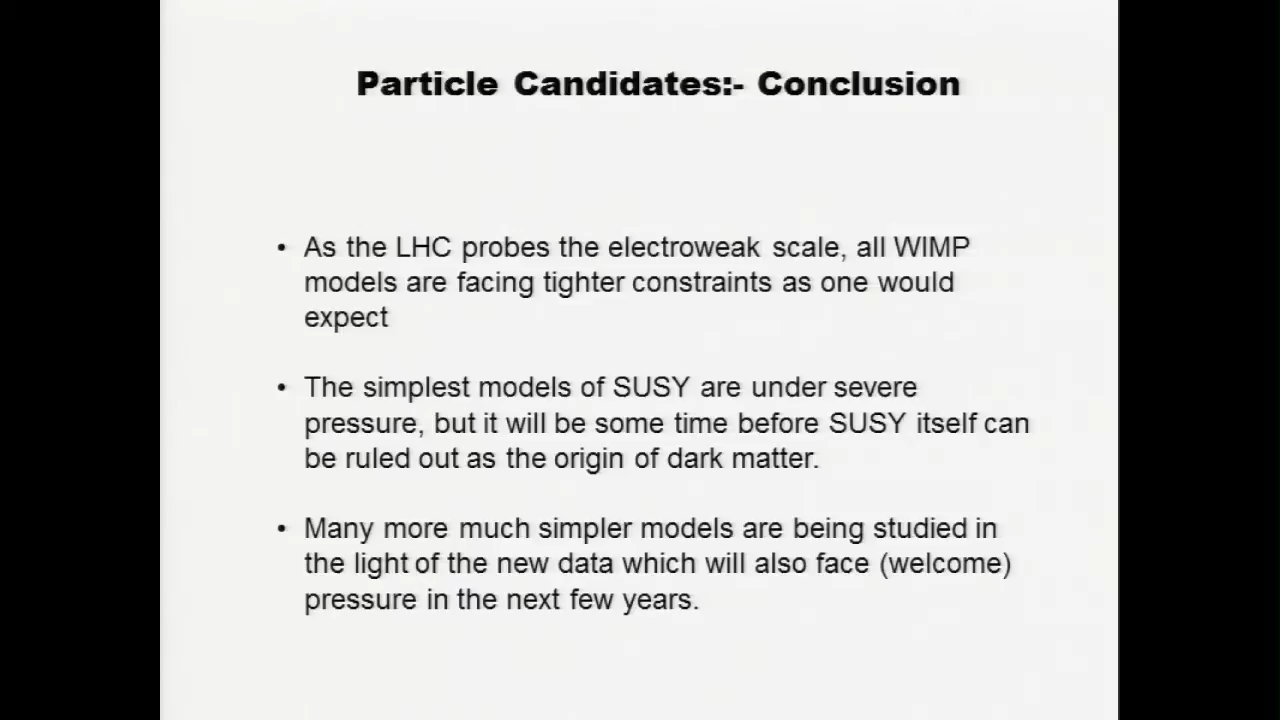 Particle Candidates:- Conclusion
• As the LHC probes the electroweak scale, all WIMP
models are facing tighter constraints as one would
expect
• The simplest models of SUSY are under severe
pressure, but it will be some time before SUSY itself can
be ruled out as the origin of dark matter.
• Many more much simpler models are being studied in
the light of the new data which will also face (welcome)
pressure in the next few years.